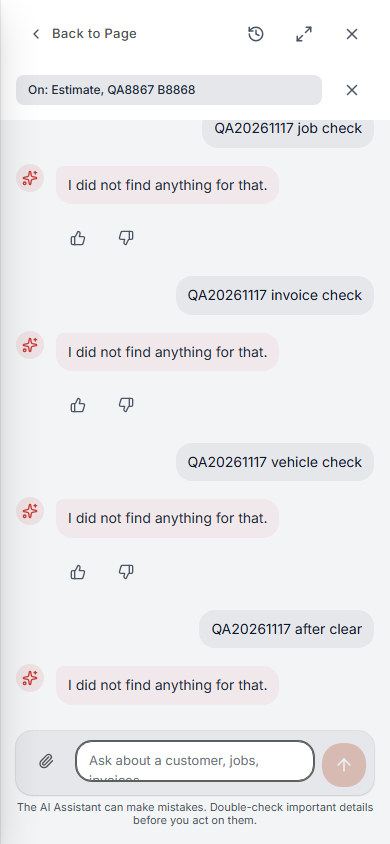 Back to Page
On: Estimate, QA8867 B8868
QA20261117 job check
I did not find anything for that.
QA20261117 invoice check
I did not find anything for that.
QA20261117 vehicle check
I did not find anything for that.
QA20261117 after clear
I did not find anything for that.
Ask about a customer, jobs,
invoices
The AI Assistant can make mistakes. Double-check important details
before you act on them.